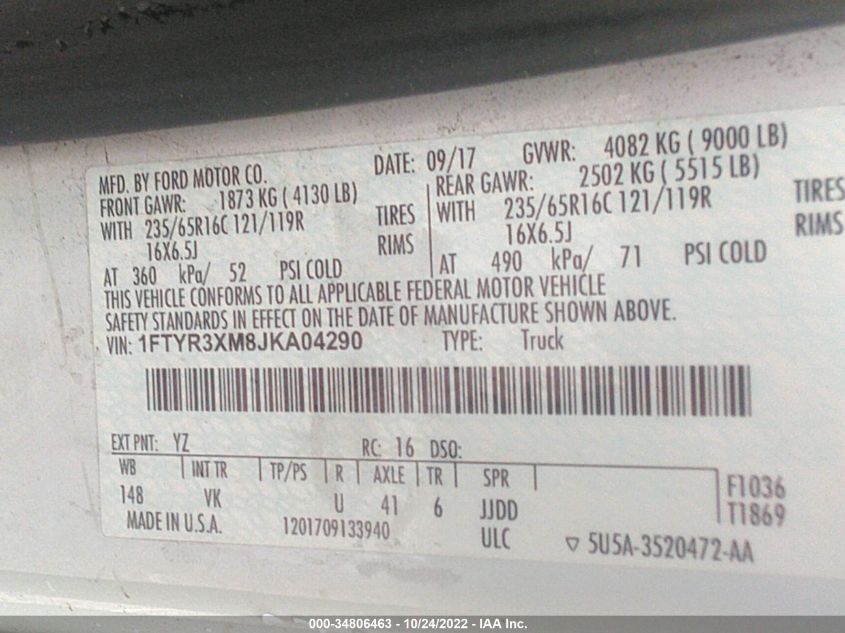 MFD. BY FORD MOTOR CO.
DATE: 09/17
GVWR: 4082 KG ( 9000 LB)
FRONT GAWR: 1873 KG ( 4130 LB)
REAR GAWR: 2502 KG ( 5515 LB)
WITH 235/65R16C 121/119R TIRES
WITH 235/65R16C 121/119R TIRES
16X6.5J RIMS
16X6.5J RIMS
AT 360 kPa/ 52 PSI COLD
AT 490 kPa/ 71 PSI COLD
THIS VEHICLE CONFORMS TO ALL APPLICABLE FEDERAL MOTOR VEHICLE
SAFETY STANDARDS IN EFFECT ON THE DATE OF MANUFACTURE SHOWN ABOVE.
VIN: 1FTYR3XM8JKA04290 TYPE: Truck
EXT PNT: YZ RC: 16 DSO:
WB INT TR TP/PS R AXLE TR SPR
148 VK U 41 6 JJDD
F1036
T1869
MADE IN U.S.A. 1201709133940 ULC ▽ 5U5A-3520472-AA
000-34806463 - 10/24/2022 - IAA Inc.